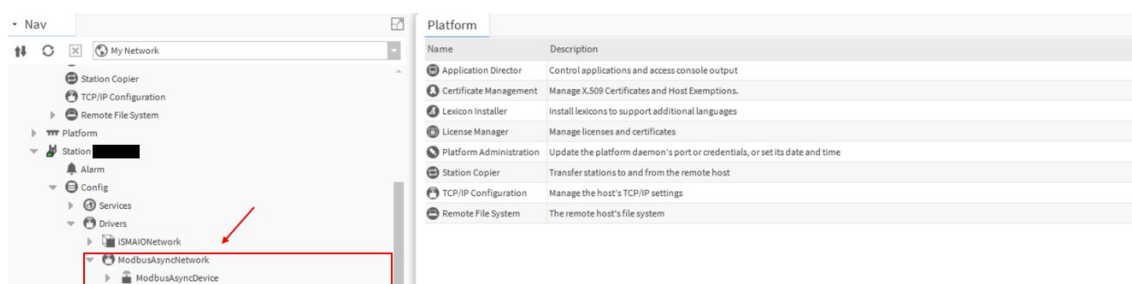 Nav
My Network
Station Copier
TCP/IP Configuration
Remote File System
Platform
Station
Alarm
Config
Services
Drivers
iSMAIONetwork
ModbusAsyncNetwork
ModbusAsyncDevice
Platform
Name Description
Application Director Control applications and access console output
Certificate Management Manage X.509 Certificates and Host Exemptions.
Lexicon Installer Install lexicons to support additional languages
License Manager Manage licenses and certificates
Platform Administration Update the platform daemon's port or credentials, or set its date and time
Station Copier Transfer stations to and from the remote host
TCP/IP Configuration Manage the host's TCP/IP settings
Remote File System The remote host's file system